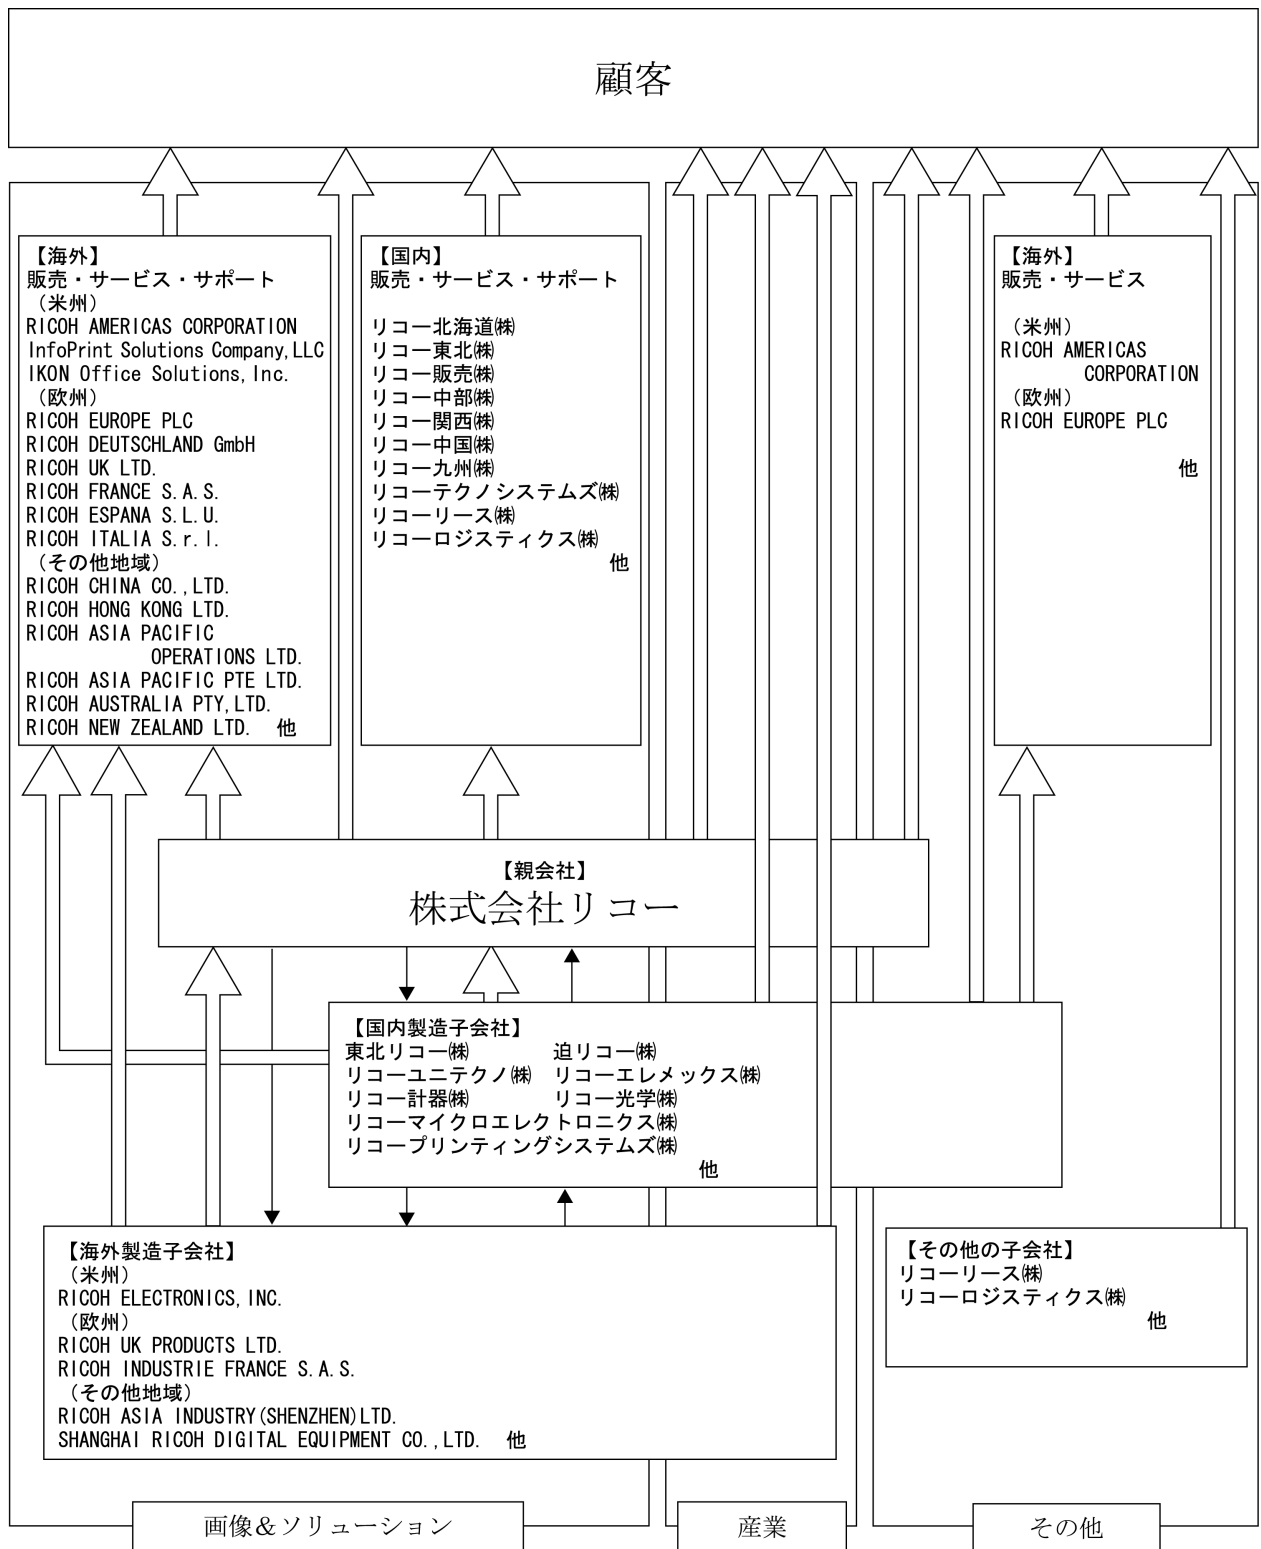 顧客
【海外】
販売・サービス・サポート
（米州）
RICOH AMERICAS CORPORATION
InfoPrint Solutions Company,LLC
IKON Office Solutions,Inc.
（欧州）
RICOH EUROPE PLC
RICOH DEUTSCHLAND GmbH
RICOH UK LTD.
RICOH FRANCE S.A.S.
RICOH ESPANA S.L.U.
RICOH ITALIA S.r.l.
（その他地域）
RICOH CHINA CO.,LTD.
RICOH HONG KONG LTD.
RICOH ASIA PACIFIC
OPERATIONS LTD.
RICOH ASIA PACIFIC PTE LTD.
RICOH AUSTRALIA PTY,LTD.
RICOH NEW ZEALAND LTD. 他
【国内】
販売・サービス・サポート
リコー北海道㈱
リコー東北㈱
リコー販売㈱
リコー中部㈱
リコー関西㈱
リコー中国㈱
リコー九州㈱
リコーテクノシステムズ㈱
リコーリース㈱
リコーロジスティクス㈱
他
【海外】
販売・サービス
（米州）
RICOH AMERICAS
CORPORATION
（欧州）
RICOH EUROPE PLC
他
【親会社】
株式会社リコー
【国内製造子会社】
東北リコー㈱ 迫リコー㈱
リコーユニテクノ㈱ リコーエレメックス㈱
リコー計器㈱ リコー光学㈱
リコーマイクロエレクトロニクス㈱
リコープリンティングシステムズ㈱
他
【海外製造子会社】
（米州）
RICOH ELECTRONICS,INC.
（欧州）
RICOH UK PRODUCTS LTD.
RICOH INDUSTRIE FRANCE S.A.S.
（その他地域）
RICOH ASIA INDUSTRY(SHENZHEN)LTD.
SHANGHAI RICOH DIGITAL EQUIPMENT CO.,LTD. 他
【その他の子会社】
リコーリース㈱
リコーロジスティクス㈱
他
画像＆ソリューション
産業
その他